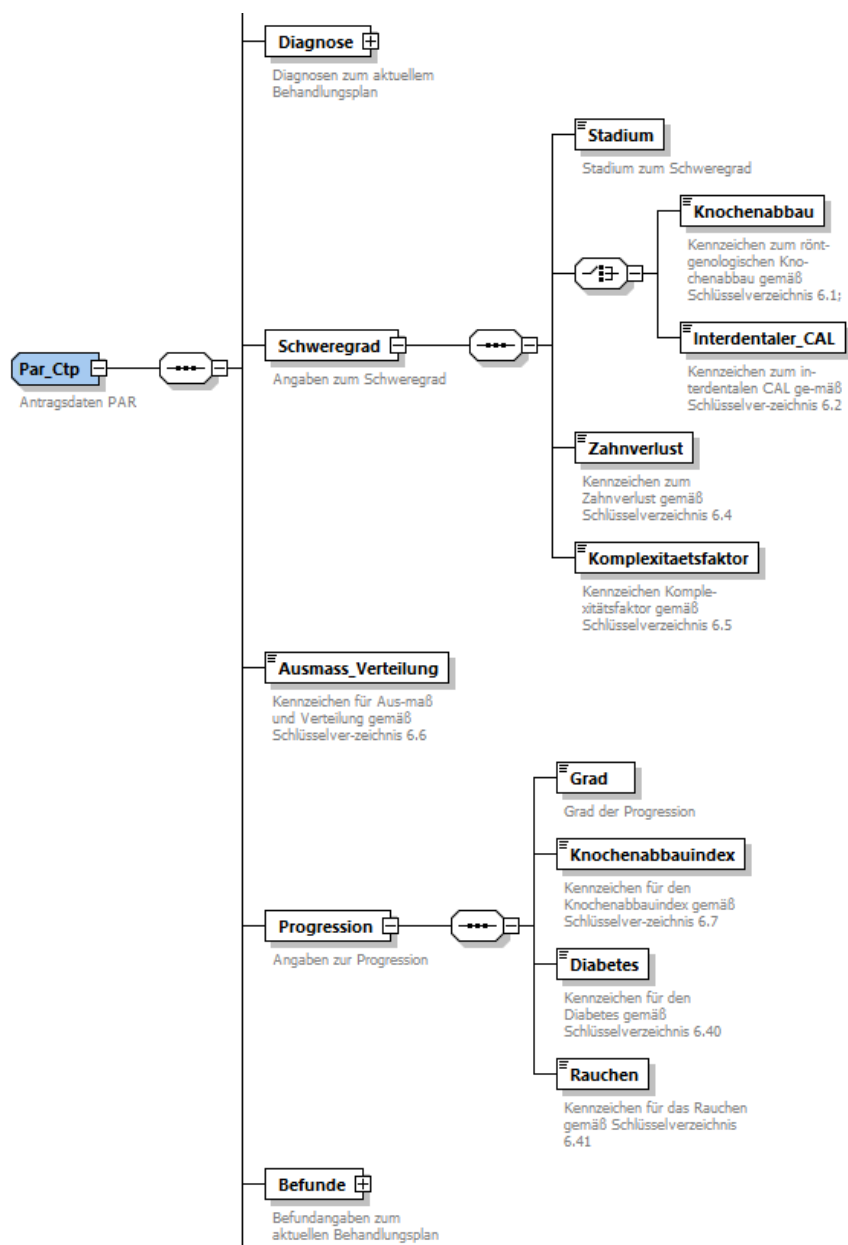 Diagnose
Diagnosen zum aktuellem
Behandlungsplan
Stadium
Stadium zum Schweregrad
Knochenabbau
Kennzeichen zum rönt-
genologischen Kno-
chenabbau gemäß
Schlüsselverzeichnis 6.1;
Schweregrad
Angaben zum Schweregrad
Interdentaler_CAL
Kennzeichen zum in-
terdentalen CAL ge-mäß
Schlüsselver-zeichnis 6.2
Par_Ctp
Antragsdaten PAR
Zahnverlust
Kennzeichen zum
Zahnverlust gemäß
Schlüsselverzeichnis 6.4
Komplexitaetsfaktor
Kennzeichen Komple-
xitätsfaktor gemäß
Schlüsselverzeichnis 6.5
Ausmass_Verteilung
Kennzeichen für Aus-maß
und Verteilung gemäß
Schlüsselver-zeichnis 6.6
Grad
Grad der Progression
Knochenabbauindex
Kennzeichen für den
Knochenabbauindex gemäß
Schlüsselver-zeichnis 6.7
Progression
Angaben zur Progression
Diabetes
Kennzeichen für den
Diabetes gemäß
Schlüsselverzeichnis 6.40
Rauchen
Kennzeichen für das Rauchen
gemäß Schlüsselverzeichnis
6.41
Befunde
Befundangaben zum
aktuellen Behandlungsplan